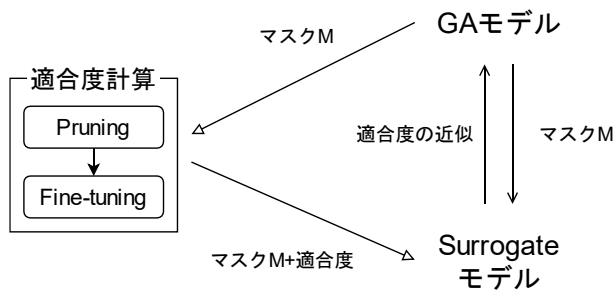 マスクM
GAモデル
適合度計算
Pruning
Fine-tuning
適合度の近似
マスクM
マスクM+適合度
Surrogate
モデル